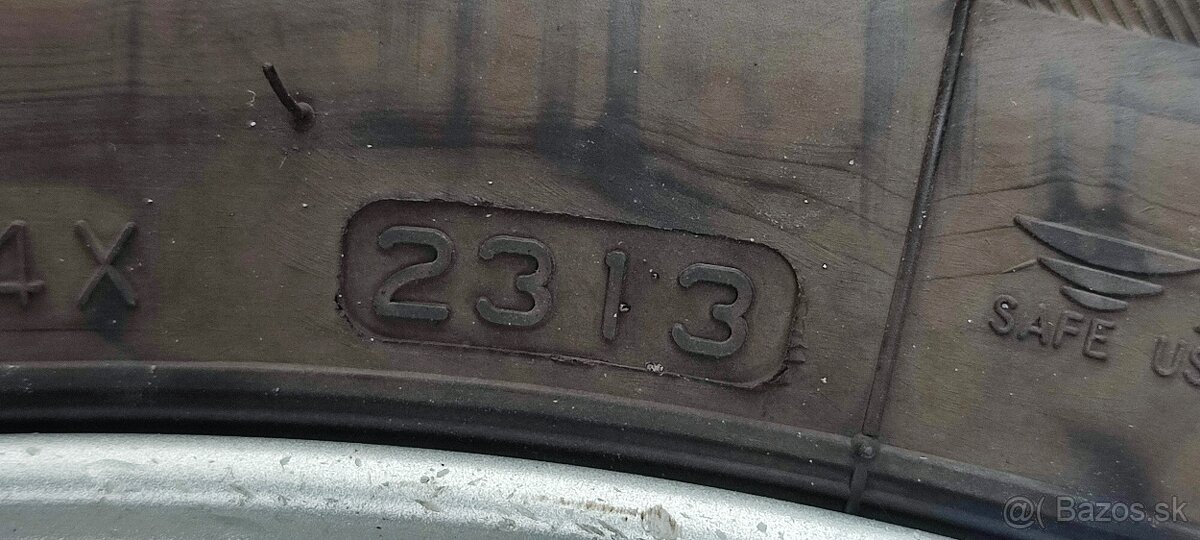 4X
2313
SAFE US
@( Bazos.sk